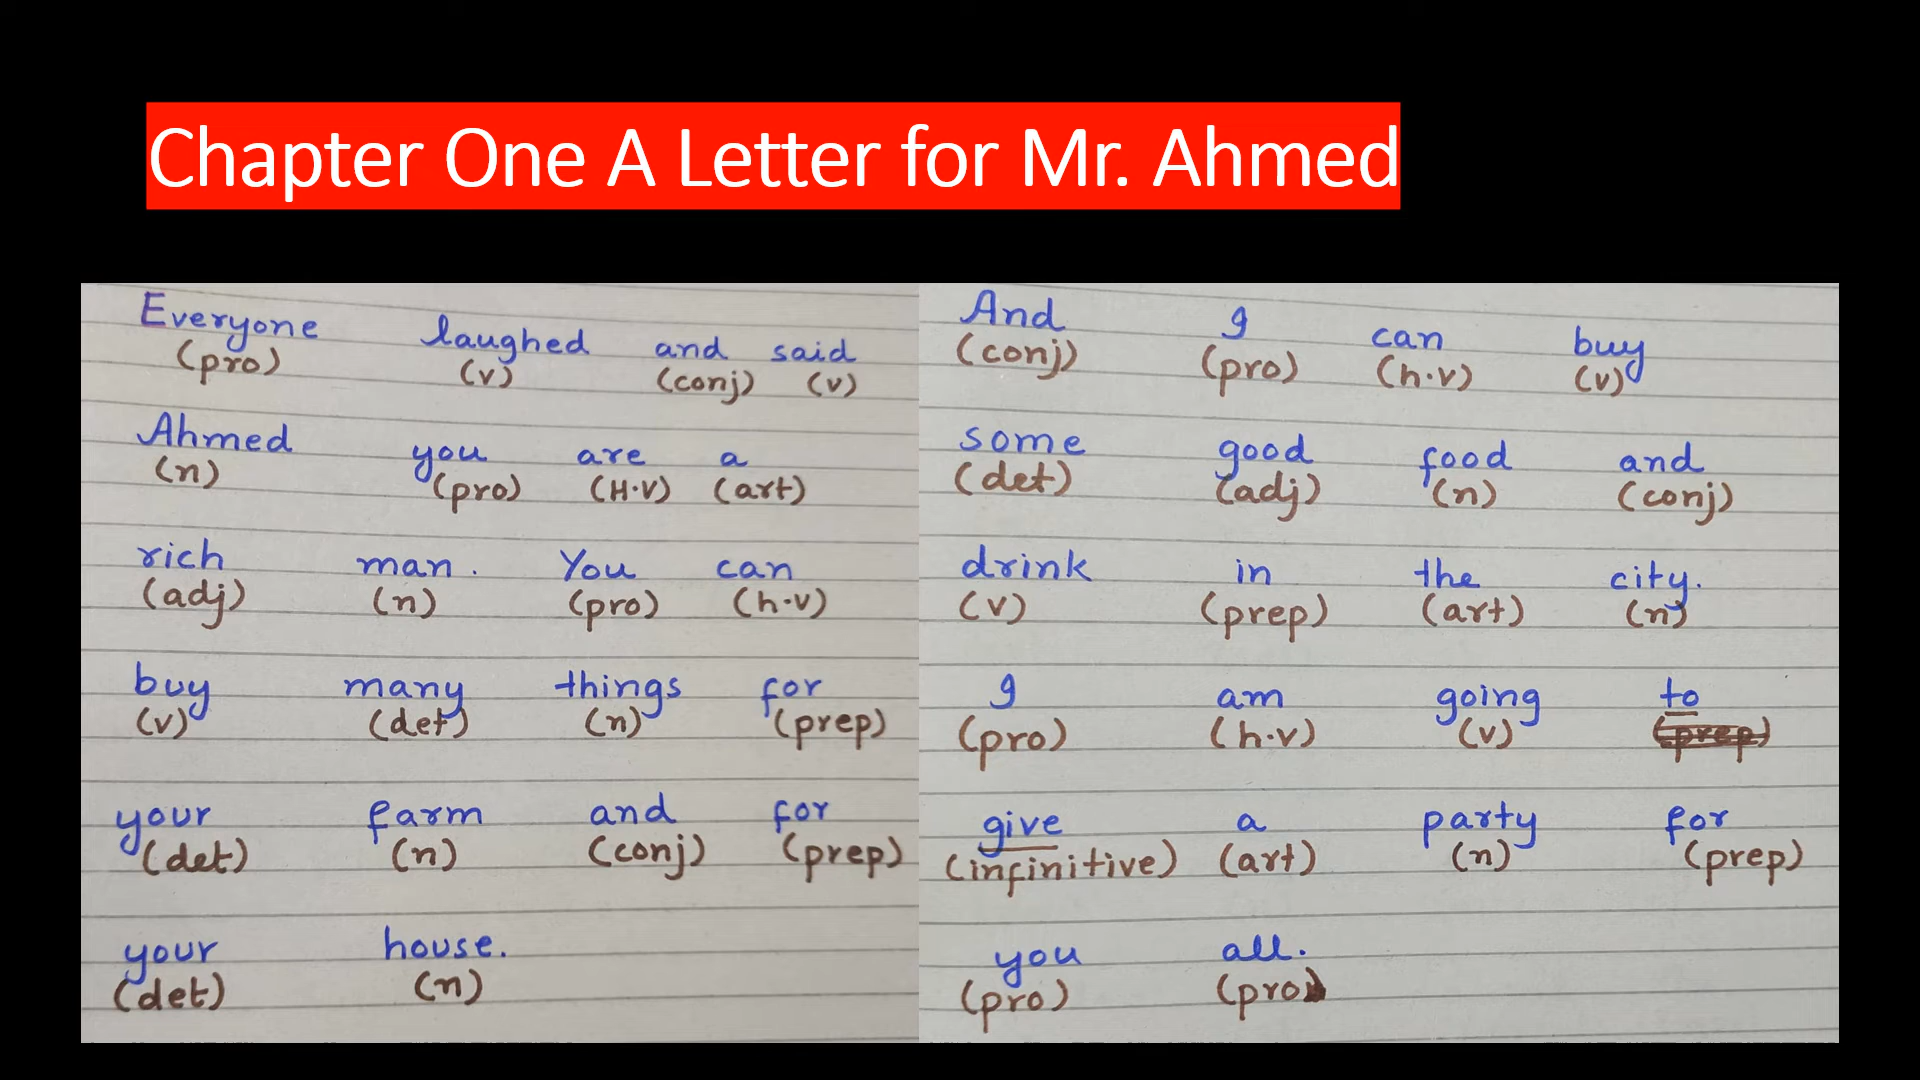 Chapter One A Letter for Mr. Ahmed
Everyone laughed and said
(pro) (v) (conj) (v)
Ahmed you are a
(n) (pro) (H.V) (art)
rich man. You can
(adj) (n) (pro) (h.v)
buy many things for
(v) (det) (n) (prep)
your farm and for
(det) (n) (conj) (prep)
your house.
(det) (n)
And I can buy
(conj) (pro) (h.v) (v)
some good food and
(det) (adj) (n) (conj)
drink in the city.
(v) (prep) (art) (n)
I am going to
(pro) (h.v) (v) (prep)
give a party for
(infinitive) (art) (n) (prep)
you all.
(pro) (pro)